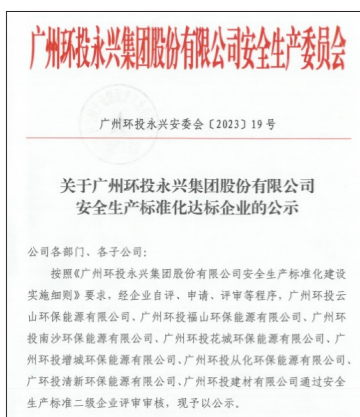 广州环投永兴集团股份有限公司安全生产委员会
广州环投永兴安委会〔2023〕19 号
关于广州环投永兴集团股份有限公司
安全生产标准化达标企业的公示
公司各部门、各子公司:
按照《广州环投永兴集团股份有限公司安全生产标准化建设
实施细则》要求,经企业自评、申请、评审等程序,广州环投云
山环保能源有限公司、广州环投福山环保能源有限公司、广州环
投南沙环保能源有限公司、广州环投花城环保能源有限公司、广
州环投增城环保能源有限公司、广州环投从化环保能源有限公司、
广环投清新环保能源有限公司、广州环投建材有限公司通过安全
生产标准二级企业评审审核,现予以公示。